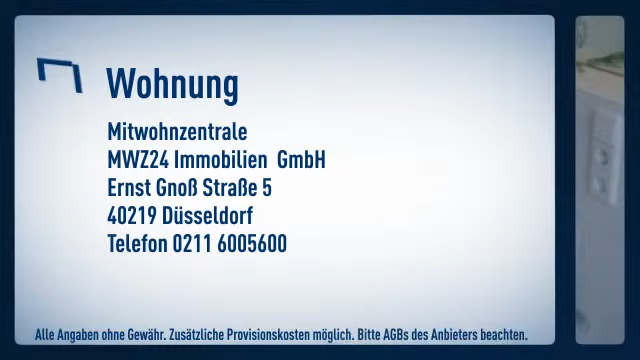 Wohnung
Mitwohnzentrale
MWZ24 Immobilien GmbH
Ernst Gnoß Straße 5
40219 Düsseldorf
Telefon 0211 6005600
Alle Angaben ohne Gewähr. Zusätzliche Provisionskosten möglich. Bitte AGBs des Anbieters beachten.